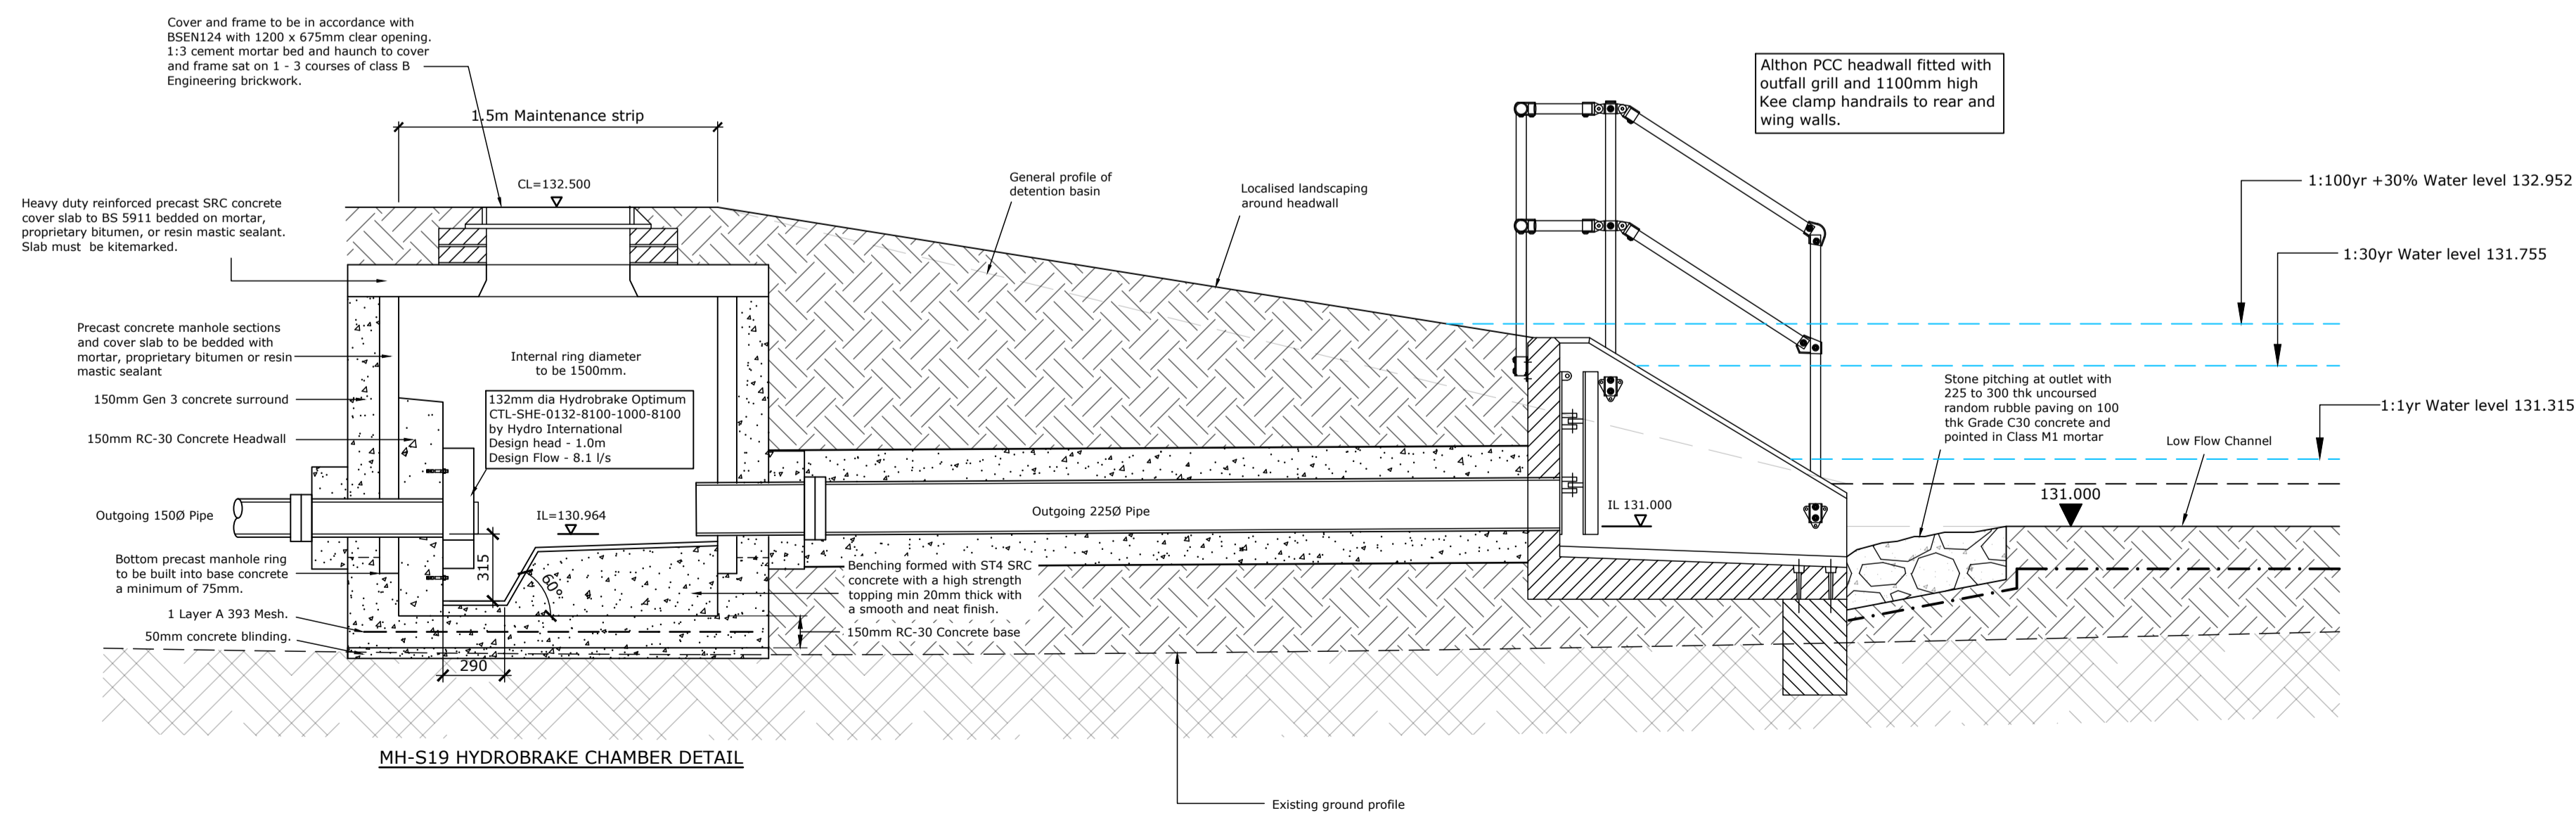 Cover and frame to be in accordance with
BSEN124 with 1200 x 675mm clear opening.
1:3 cement mortar bed and haunch to cover
and frame sat on 1 - 3 courses of class B
Engineering brickwork.
1.5m Maintenance strip
CL=132.500
Heavy duty reinforced precast SRC concrete
cover slab to BS 5911 bedded on mortar,
proprietary bitumen, or resin mastic sealant.
Slab must be kitemarked.
Precast concrete manhole sections
and cover slab to be bedded with
mortar, proprietary bitumen or resin
mastic sealant
150mm Gen 3 concrete surround
150mm RC-30 Concrete Headwall
Outgoing 150Ø Pipe
Bottom precast manhole ring
to be built into base concrete
a minimum of 75mm.
1 Layer A 393 Mesh.
50mm concrete blinding.
Internal ring diameter
to be 1500mm.
132mm dia Hydrobrake Optimum
CTL-SHE-0132-8100-1000-8100
by Hydro International
Design head - 1.0m
Design Flow - 8.1 l/s
IL=130.964
315
60°
290
Benching formed with ST4 SRC
concrete with a high strength
topping min 20mm thick with
a smooth and neat finish.
150mm RC-30 Concrete base
MH-S19 HYDROBRAKE CHAMBER DETAIL
General profile of
detention basin
Localised landscaping
around headwall
Outgoing 225Ø Pipe
IL 131.000
Existing ground profile
Althon PCC headwall fitted with
outfall grill and 1100mm high
Kee clamp handrails to rear and
wing walls.
1:100yr +30% Water level 132.952
1:30yr Water level 131.755
1:1yr Water level 131.315
Stone pitching at outlet with
225 to 300 thk uncoursed
random rubble paving on 100
thk Grade C30 concrete and
pointed in Class M1 mortar
Low Flow Channel
131.000